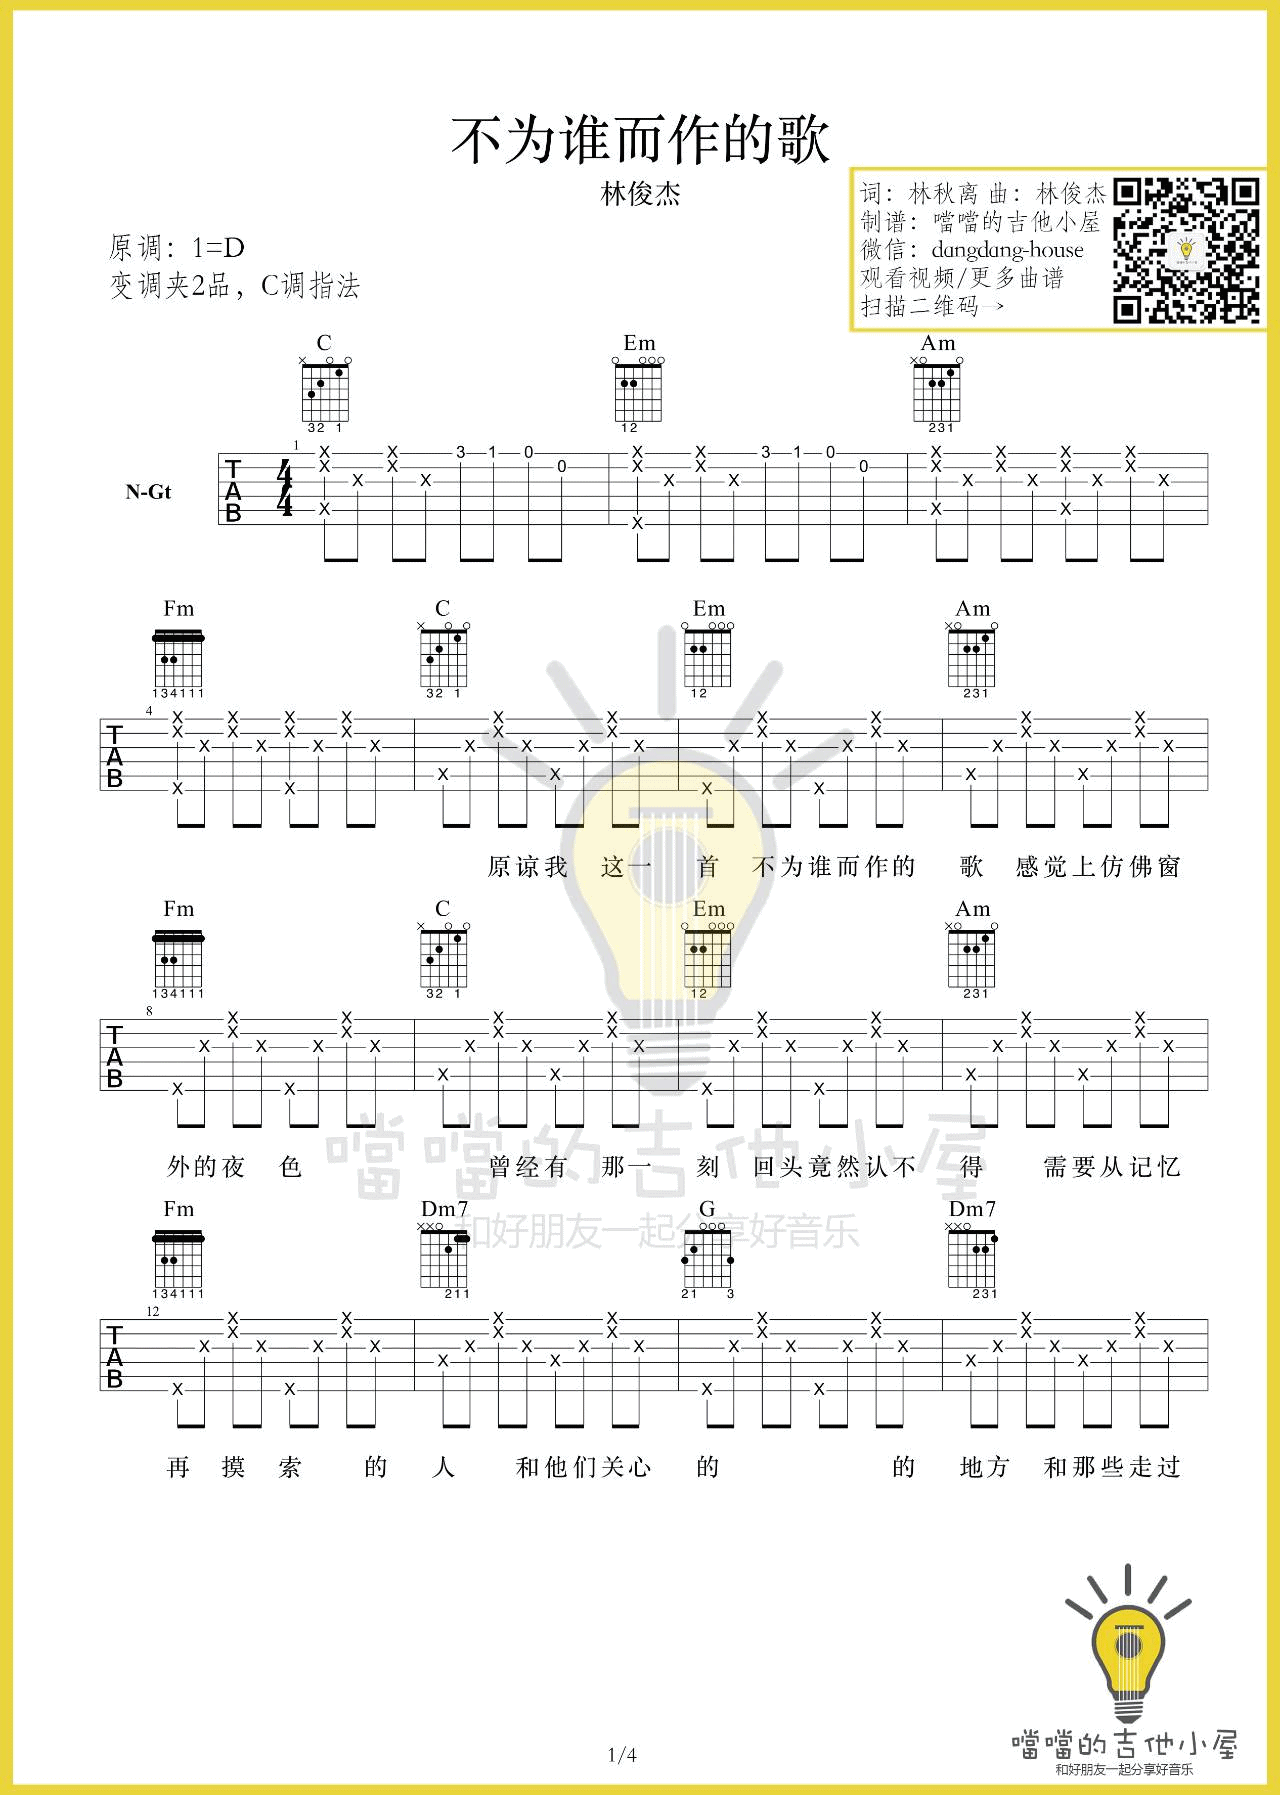 不为谁而作的歌
林俊杰
词：林秋离 曲：林俊杰
制谱：噹噹的吉他小屋
微信：dangdang-house
观看视频/更多曲谱
扫描二维码→
原调：1=D
变调夹2品，C调指法
C Em Am
x o o o ooo xo o
32 1 12 231
1
N-Gt
TAB 4/4
X X X 3 1 0 X X X 3 1 0 X X X X X X
X X X X 0 X X X X 0 X X X X X X X X
Fm C Em Am
134111 32 1 12 231
4
TAB
原谅我 这一 首 不为谁而作的 歌 感觉上仿佛窗
Fm C Em Am
134111 32 1 12 231
8
TAB
外的夜 色 曾经有 那一 刻 回头竟然认不 得 需要从记忆
Fm Dm7 G Dm7
134111 211 21 3 231
12
TAB
再 摸 索 的 人 和他们关心 的 的 地方 和那些走过
噹噹的吉他小屋
和好朋友一起分享好音乐
噹噹的吉他小屋
和好朋友一起分享好音乐
1/4